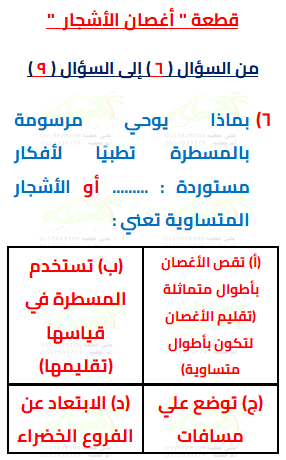 قطعة " أغصان الأشجار "
من السؤال ( ٦ ) إلى السؤال ( ٩ )
٦) بماذا يوحي مرسومة
بالمسطرة تطبيًا لأفكار
مستوردة : ......... أو الأشجار
المتساوية تعني :
(أ) تقص الأغصان
بأطوال متماثلة
(تقليم الأغصان
لتكون بأطوال
متساوية)
(ب) تستخدم
المسطرة في
قياسها
(تقليمها)
(ج) توضع علي
مسافات
(د) الابتعاد عن
الفروع الخضراء